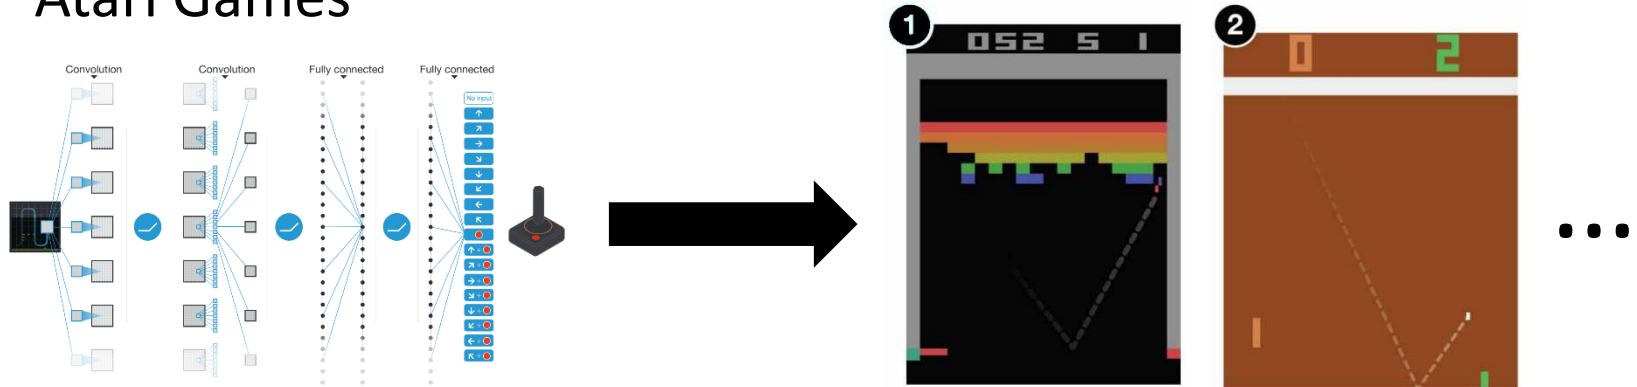 Atari Games
Convolution
Convolution
Fully connected
Fully connected
No input
1
052 5 1
2
0 2
...